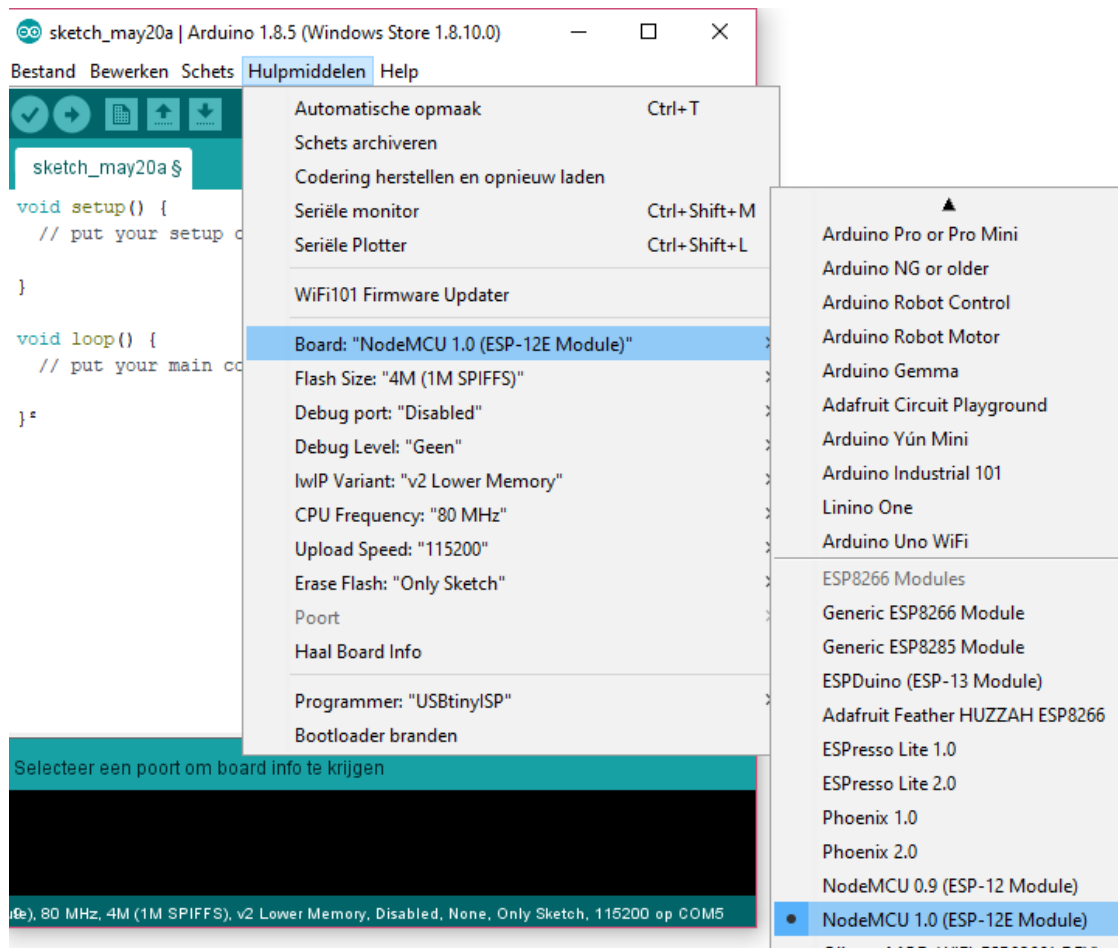 sketch_may20a | Arduino 1.8.5 (Windows Store 1.8.10.0)
Bestand Bewerken Schets Hulpmiddelen Help
sketch_may20a §
void setup() {
// put your setup c
}
void loop() {
// put your main co
}
Automatische opmaak Ctrl+T
Schets archiveren
Codering herstellen en opnieuw laden
Seriële monitor Ctrl+Shift+M
Seriële Plotter Ctrl+Shift+L
WiFi101 Firmware Updater
Board: "NodeMCU 1.0 (ESP-12E Module)"
Flash Size: "4M (1M SPIFFS)"
Debug port: "Disabled"
Debug Level: "Geen"
lwIP Variant: "v2 Lower Memory"
CPU Frequency: "80 MHz"
Upload Speed: "115200"
Erase Flash: "Only Sketch"
Poort
Haal Board Info
Programmer: "USBtinyISP"
Bootloader branden
Arduino Pro or Pro Mini
Arduino NG or older
Arduino Robot Control
Arduino Robot Motor
Arduino Gemma
Adafruit Circuit Playground
Arduino Yún Mini
Arduino Industrial 101
Linino One
Arduino Uno WiFi
ESP8266 Modules
Generic ESP8266 Module
Generic ESP8285 Module
ESPDuino (ESP-13 Module)
Adafruit Feather HUZZAH ESP8266
ESPresso Lite 1.0
ESPresso Lite 2.0
Phoenix 1.0
Phoenix 2.0
NodeMCU 0.9 (ESP-12 Module)
NodeMCU 1.0 (ESP-12E Module)
Selecteer een poort om board info te krijgen
80 MHz, 4M (1M SPIFFS), v2 Lower Memory, Disabled, None, Only Sketch, 115200 op COM5